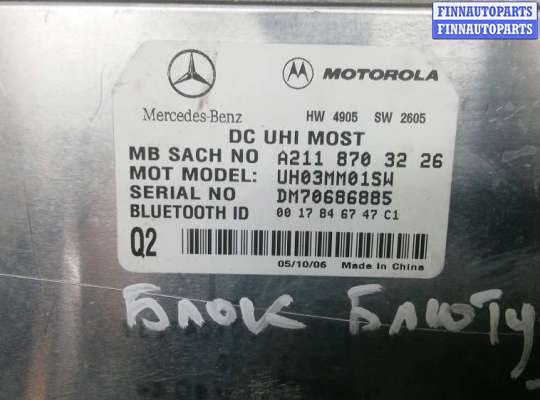 FINNAUTOPARTS
FINNAUTOPARTS
FINNAUTOPARTS
MOTOROLA
Mercedes-Benz HW 4905 SW 2605
DC UHI MOST
MB SACH NO A211 870 32 26
MOT MODEL: UH03MM01SW
SERIAL NO DM70686885
BLUETOOTH ID 00 17 84 67 47 C1
Q2
05/10/06 Made in China
Блок Блюту